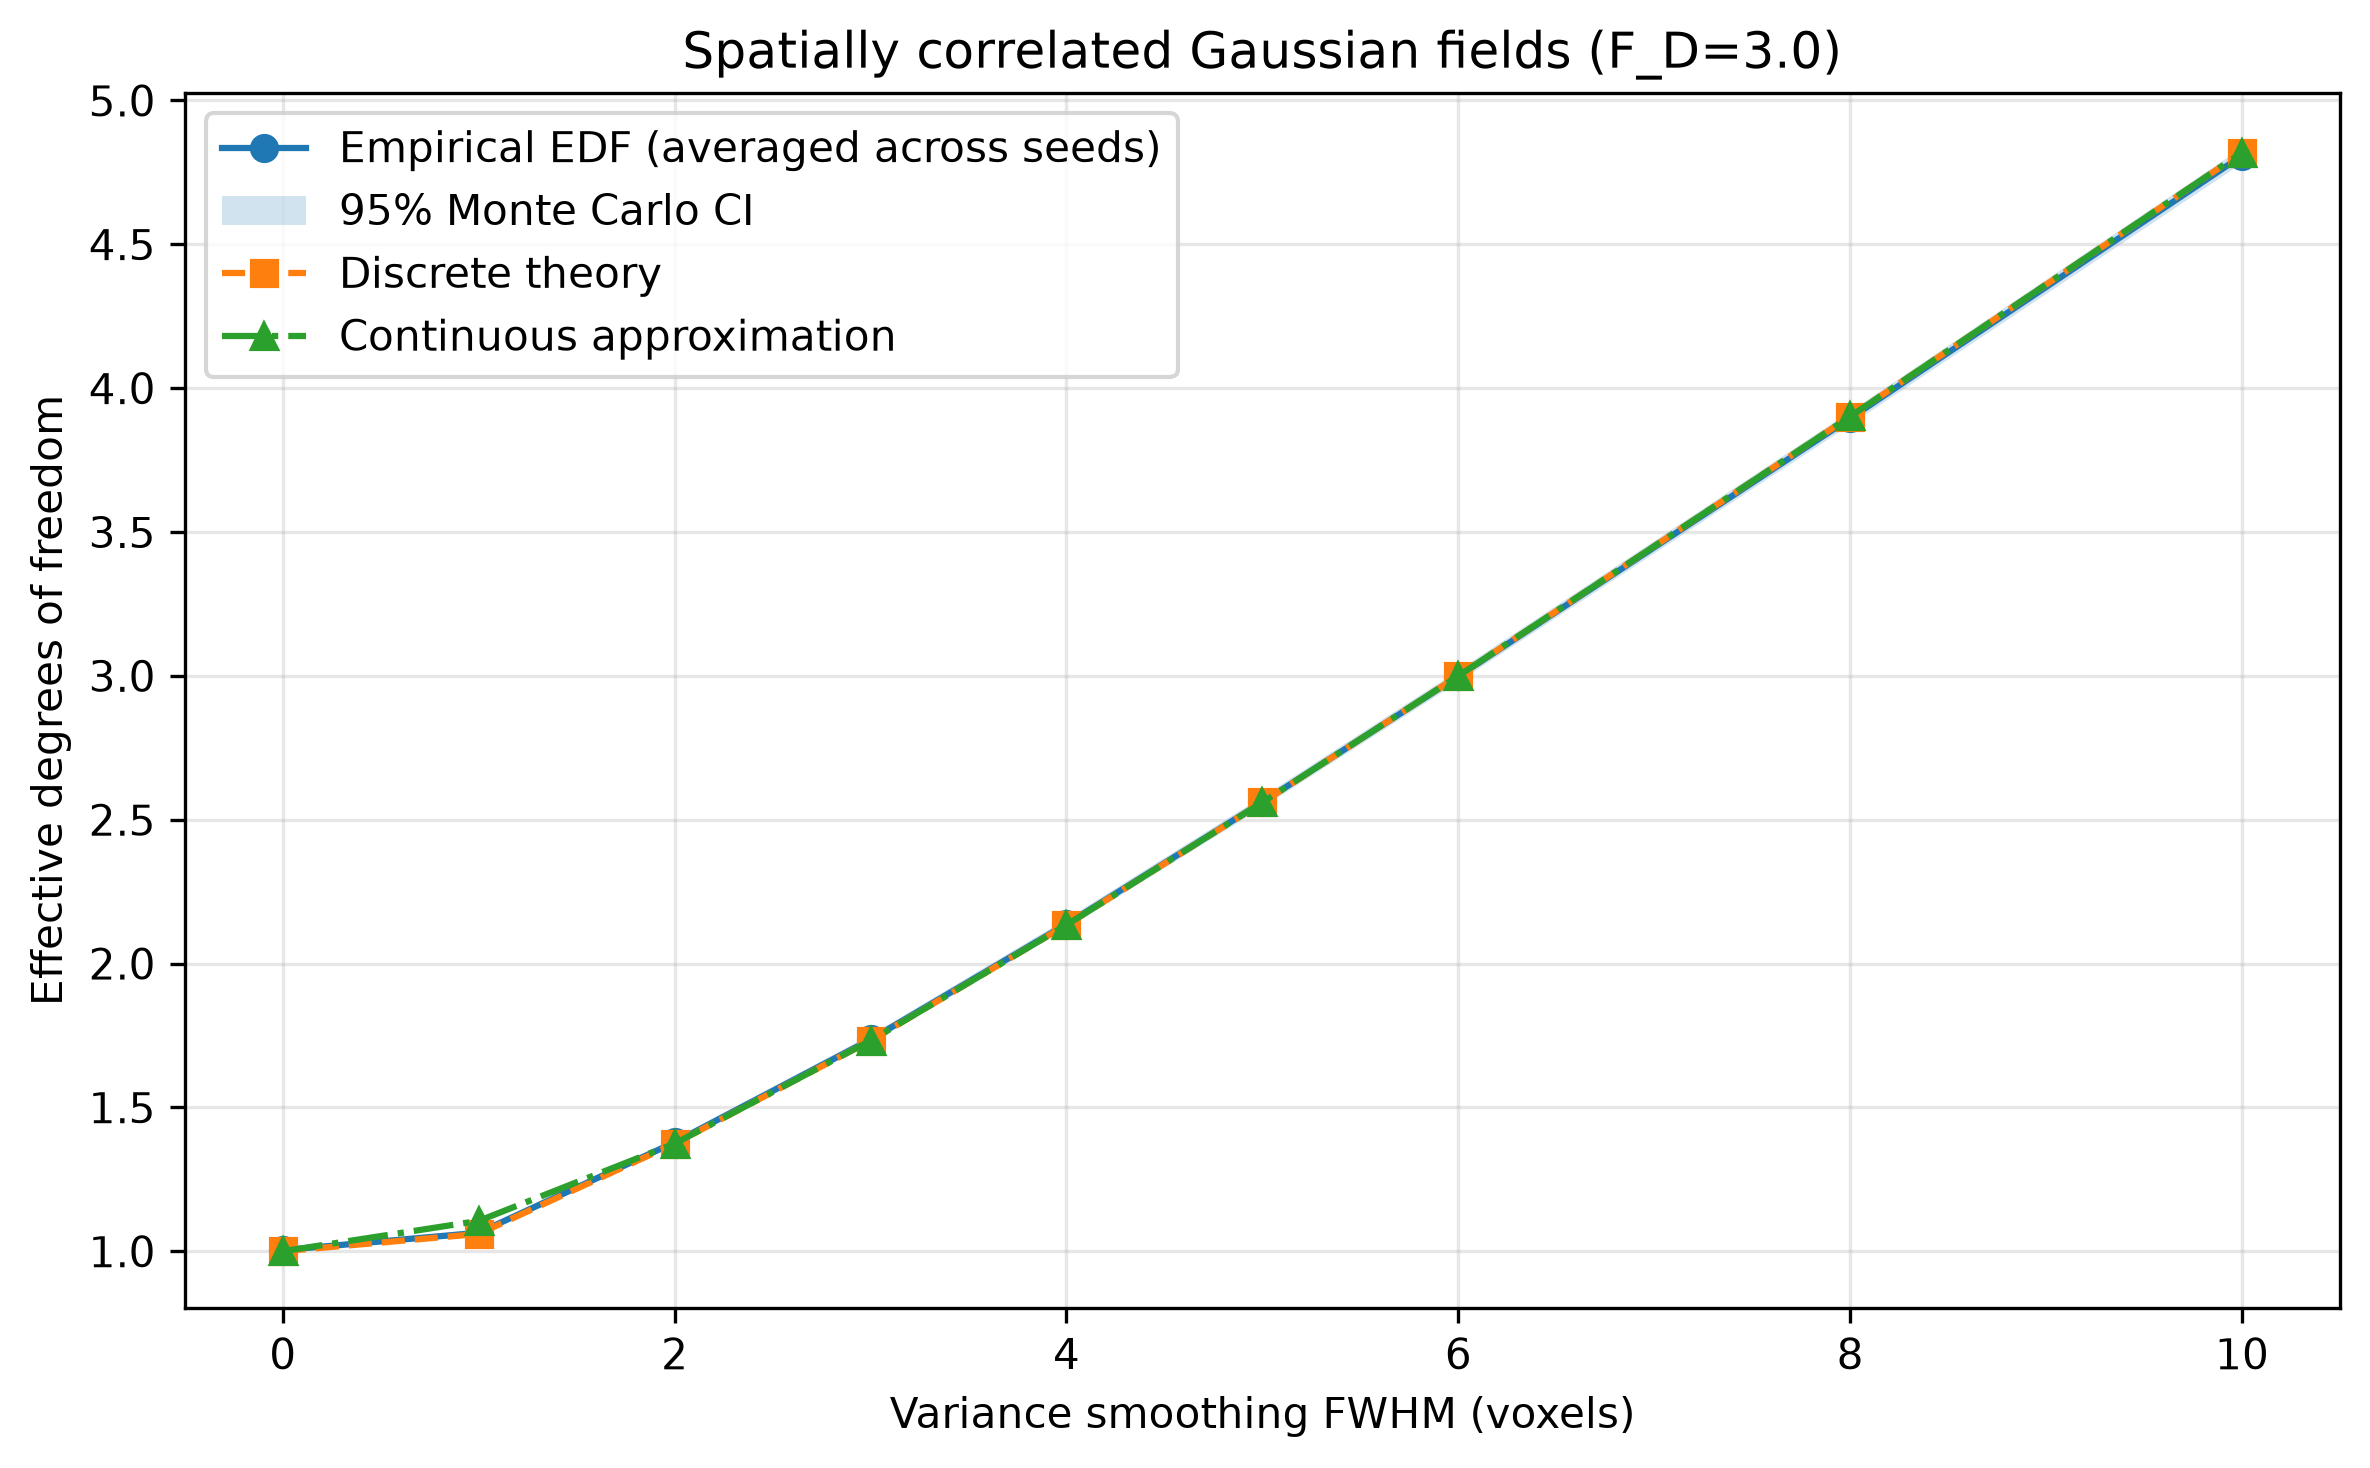 Spatially correlated Gaussian fields (F_D=3.0)
Empirical EDF (averaged across seeds)
95% Monte Carlo CI
Discrete theory
Continuous approximation
Effective degrees of freedom
5.0
4.5
4.0
3.5
3.0
2.5
2.0
1.5
1.0
0 2 4 6 8 10
Variance smoothing FWHM (voxels)